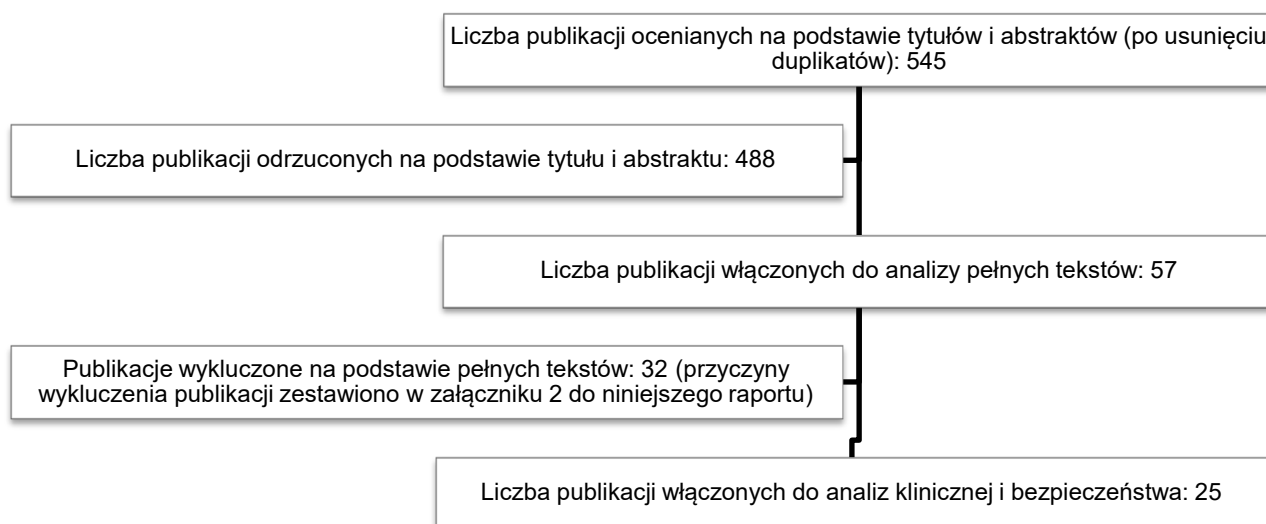 Liczba publikacji ocenianych na podstawie tytułów i abstraktów (po usunięciu
duplikatów): 545
Liczba publikacji odrzuconych na podstawie tytułu i abstraktu: 488
Liczba publikacji włączonych do analizy pełnych tekstów: 57
Publikacje wykluczone na podstawie pełnych tekstów: 32 (przyczyny
wykluczenia publikacji zestawiono w załączniku 2 do niniejszego raportu)
Liczba publikacji włączonych do analiz klinicznej i bezpieczeństwa: 25